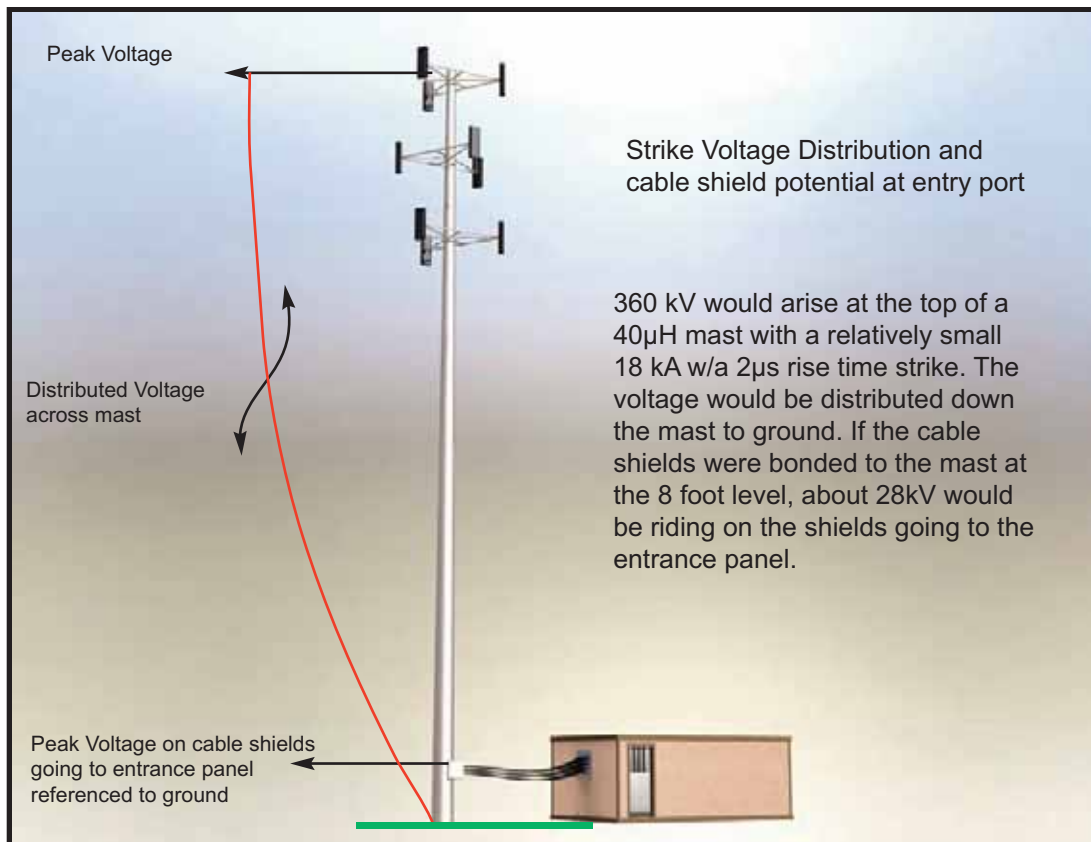 Peak Voltage
Strike Voltage Distribution and
cable shield potential at entry port
360 kV would arise at the top of a
40µH mast with a relatively small
18 kA w/a 2µs rise time strike. The
voltage would be distributed down
the mast to ground. If the cable
shields were bonded to the mast at
the 8 foot level, about 28kV would
be riding on the shields going to the
entrance panel.
Distributed Voltage
across mast
Peak Voltage on cable shields
going to entrance panel
referenced to ground